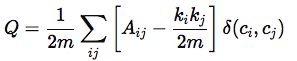 Q = \frac{1}{2m} \sum_{ij} \left[ A_{ij} - \frac{k_i k_j}{2m} \right] \delta(c_i, c_j)